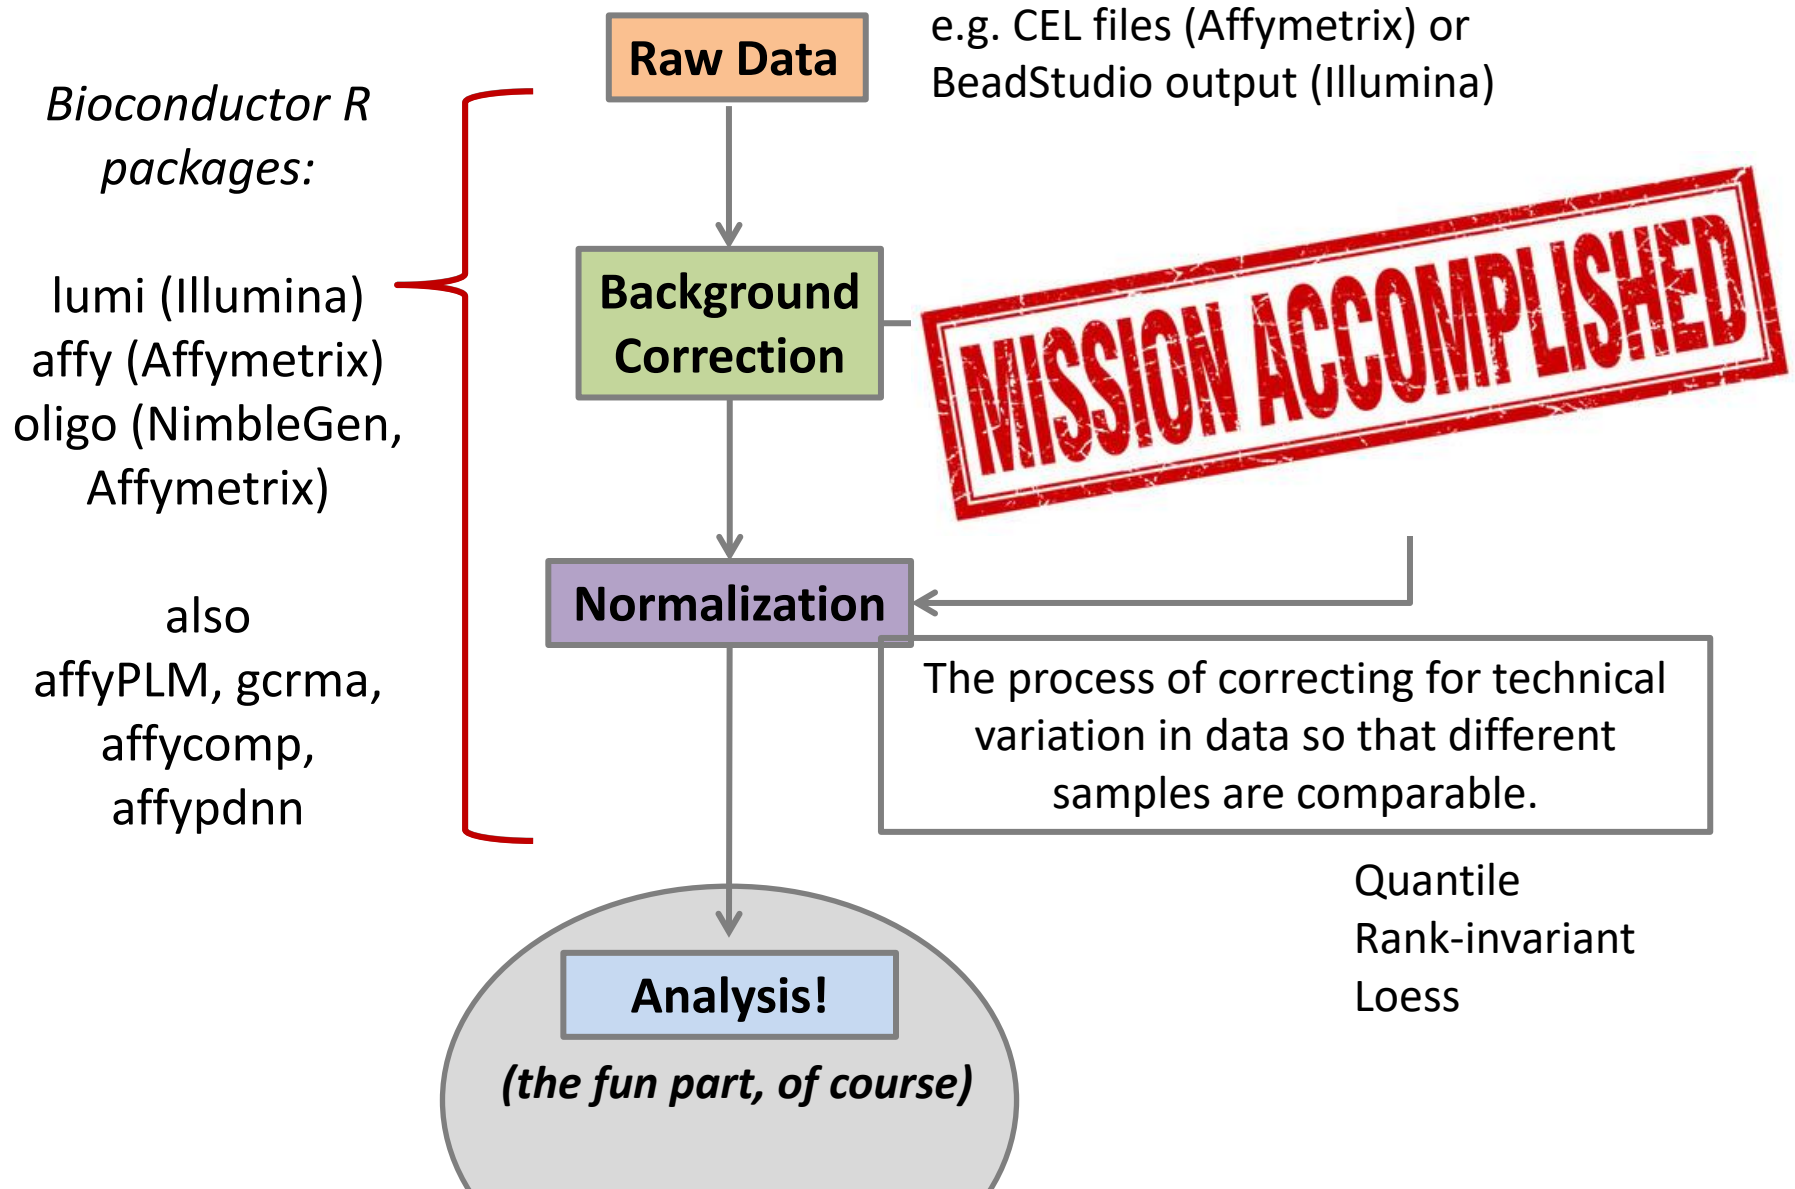 Raw Data
e.g. CEL files (Affymetrix) or
BeadStudio output (Illumina)
Bioconductor R
packages:
lumi (Illumina)
affy (Affymetrix)
oligo (NimbleGen,
Affymetrix)
also
affyPLM, gcrma,
affycomp,
affypdnn
Background
Correction
MISSION ACCOMPLISHED
Normalization
The process of correcting for technical
variation in data so that different
samples are comparable.
Quantile
Rank-invariant
Loess
Analysis!
(the fun part, of course)